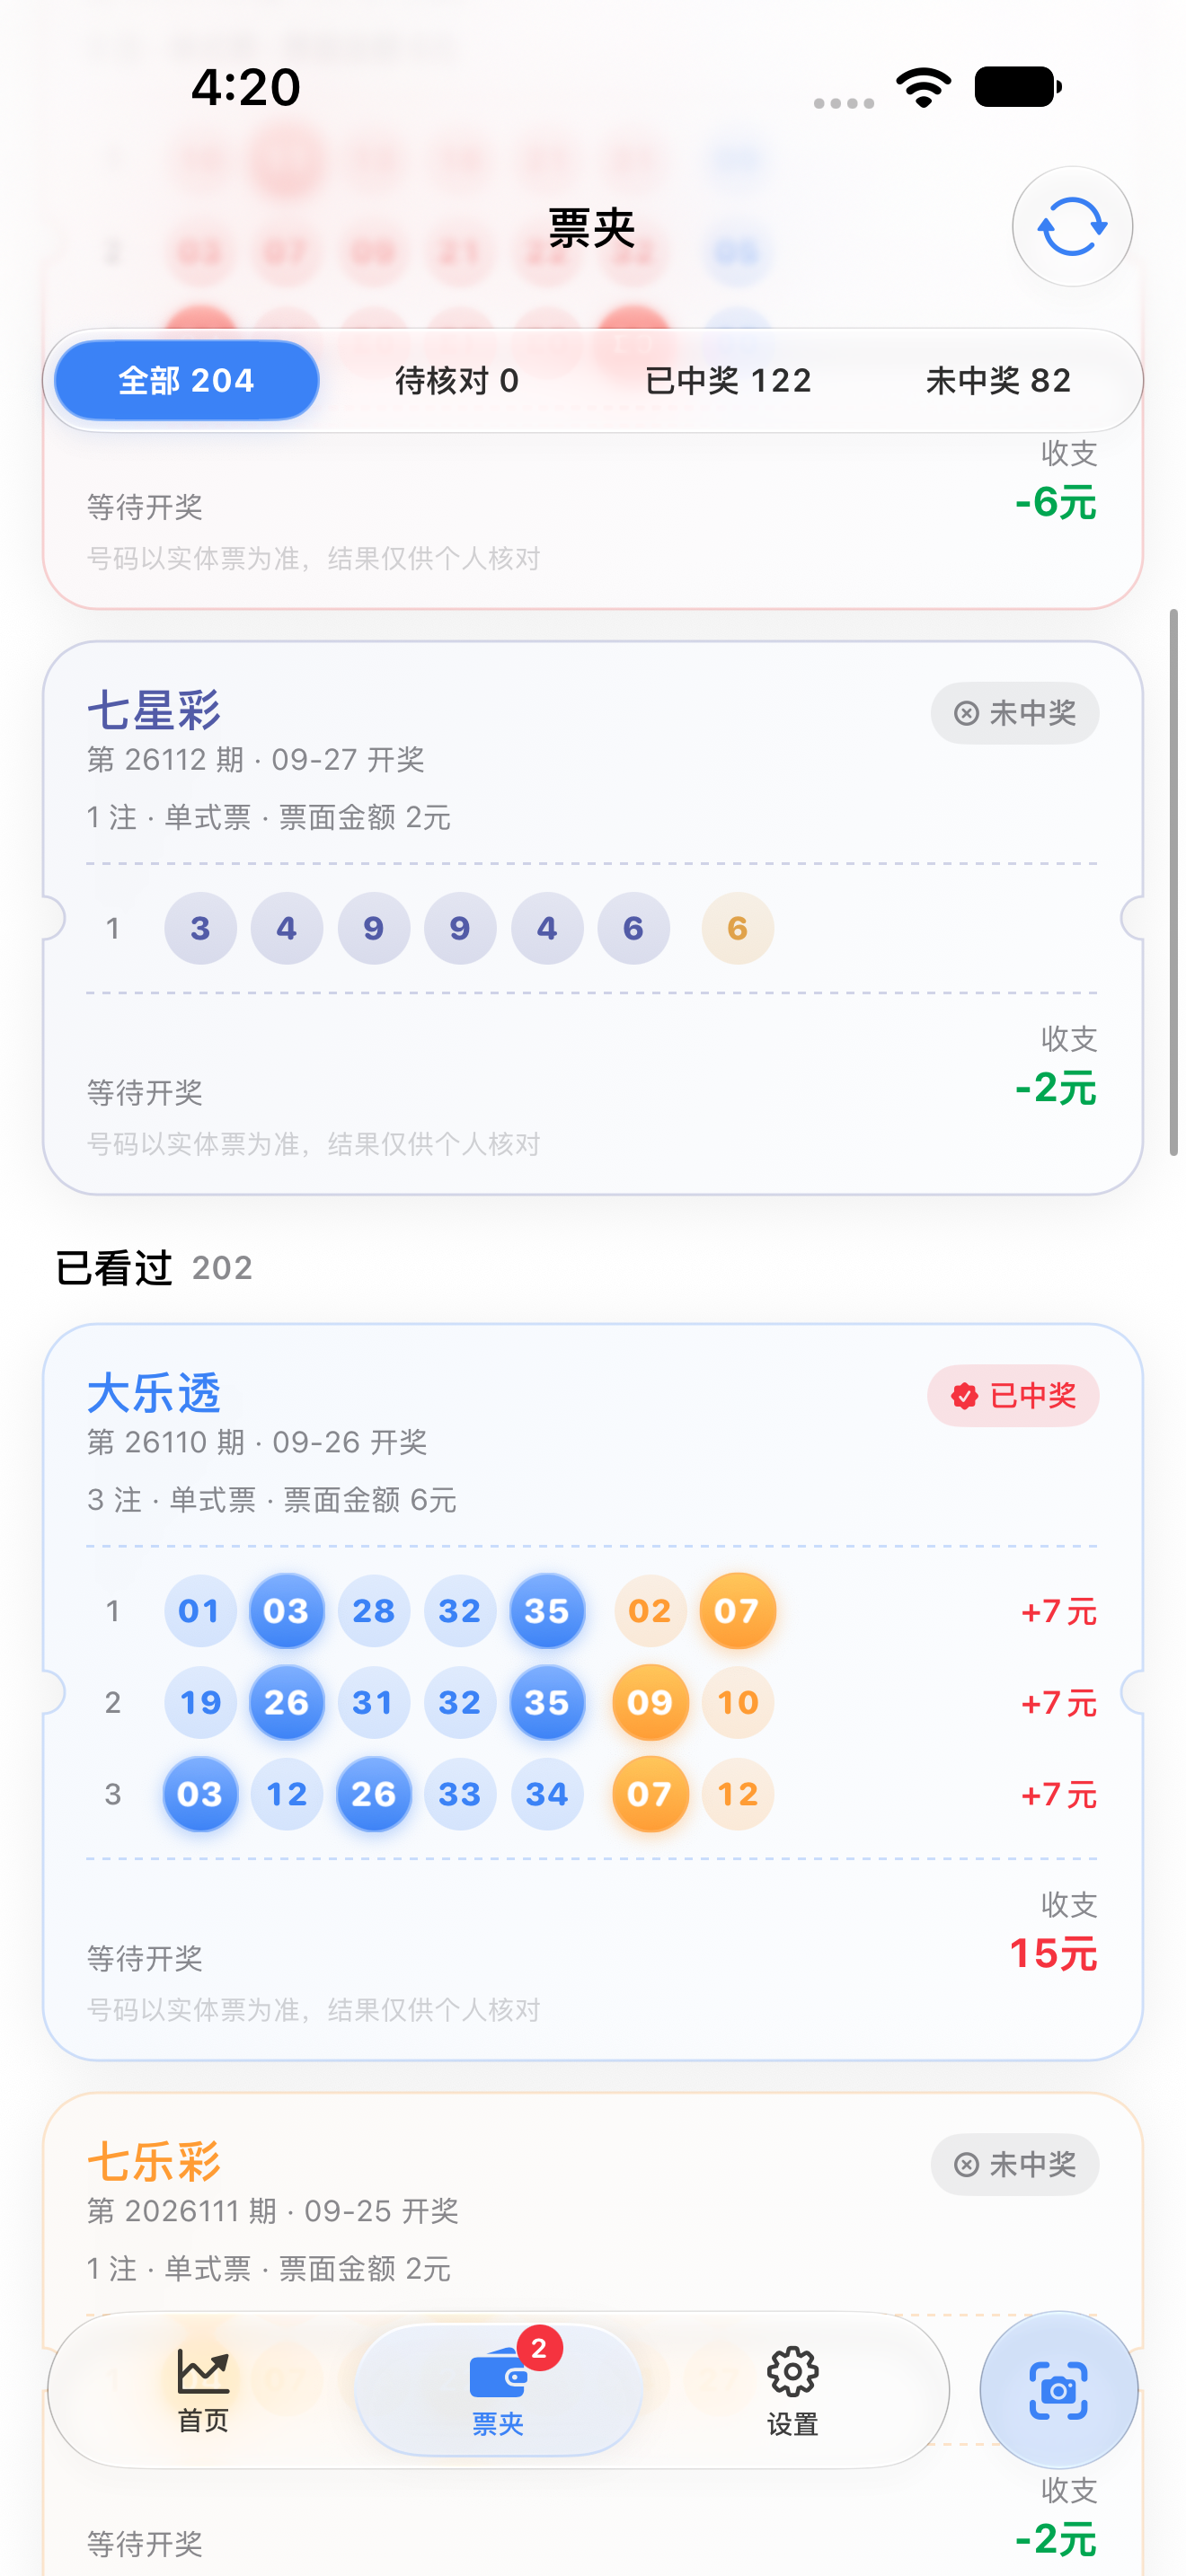 4:20
票夹
2 03 07 09 21 32 05
全部 204 待核对 0 已中奖 122 未中奖 82
收支
等待开奖 -6元
号码以实体票为准，结果仅供个人核对
七星彩 未中奖
第 26112 期 · 09-27 开奖
1 注 · 单式票 · 票面金额 2元
1 3 4 9 9 4 6 6
收支
等待开奖 -2元
号码以实体票为准，结果仅供个人核对
已看过 202
大乐透 已中奖
第 26110 期 · 09-26 开奖
3 注 · 单式票 · 票面金额 6元
1 01 03 28 32 35 02 07 +7 元
2 19 26 31 32 35 09 10 +7 元
3 03 12 26 33 34 07 12 +7 元
收支
等待开奖 15元
号码以实体票为准，结果仅供个人核对
七乐彩 未中奖
第 2026111 期 · 09-25 开奖
1 注 · 单式票 · 票面金额 2元
2
首页 票夹 设置
收支
等待开奖 -2元